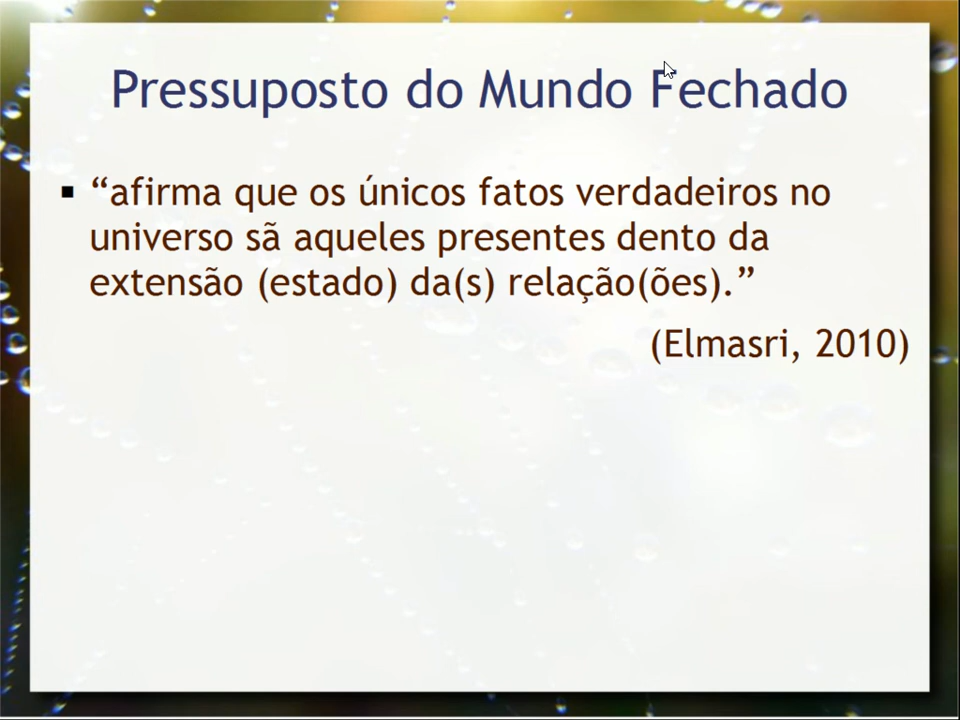 Pressuposto do Mundo Fechado
▪ “afirma que os únicos fatos verdadeiros no
universo sã aqueles presentes dento da
extensão (estado) da(s) relação(ões).”
(Elmasri, 2010)